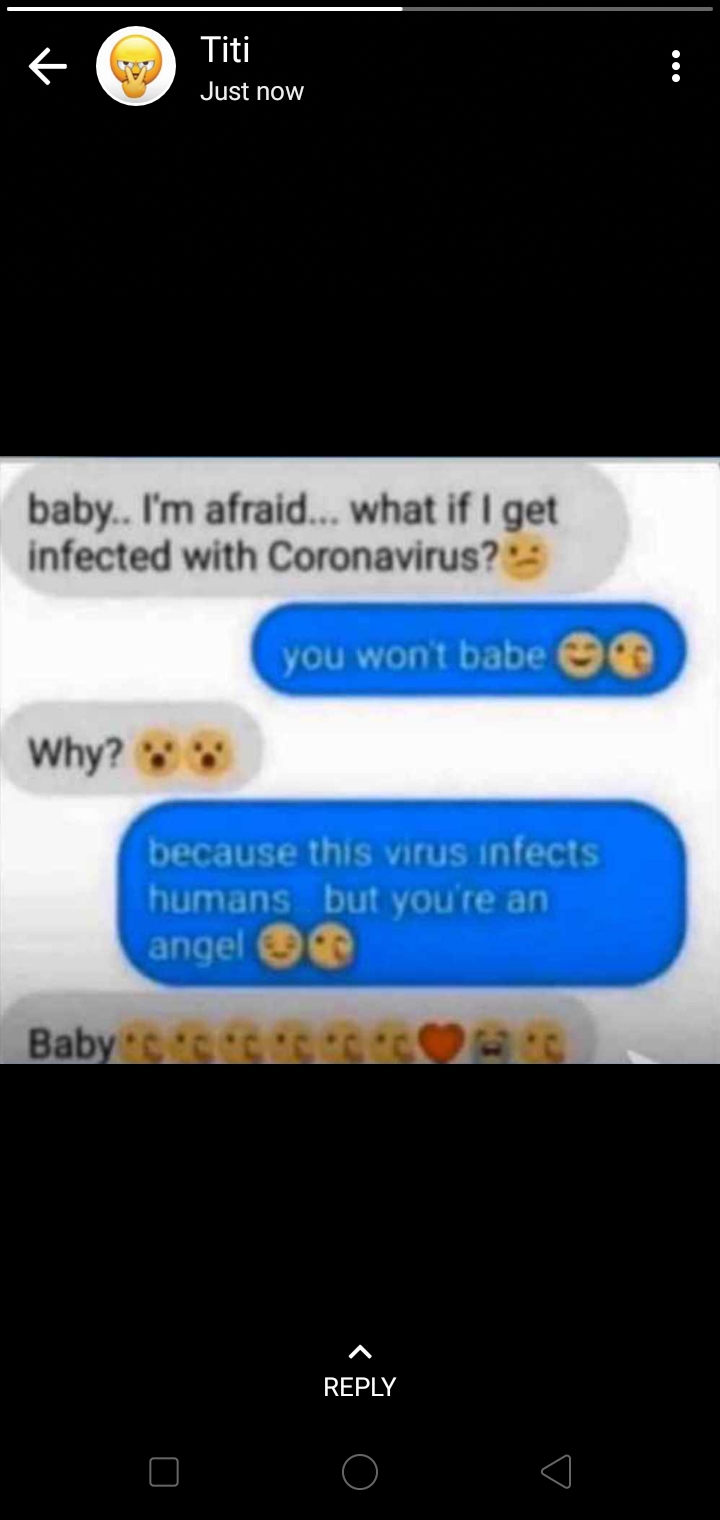 Titi
Just now
baby.. I'm afraid... what if I get
infected with Coronavirus?😕
you won't babe 😊😘
Why? 😮😮
because this virus infects
humans.. but you're an
angel 😏😘
Baby😘😘😘😘😘😘❤️😭😘
REPLY